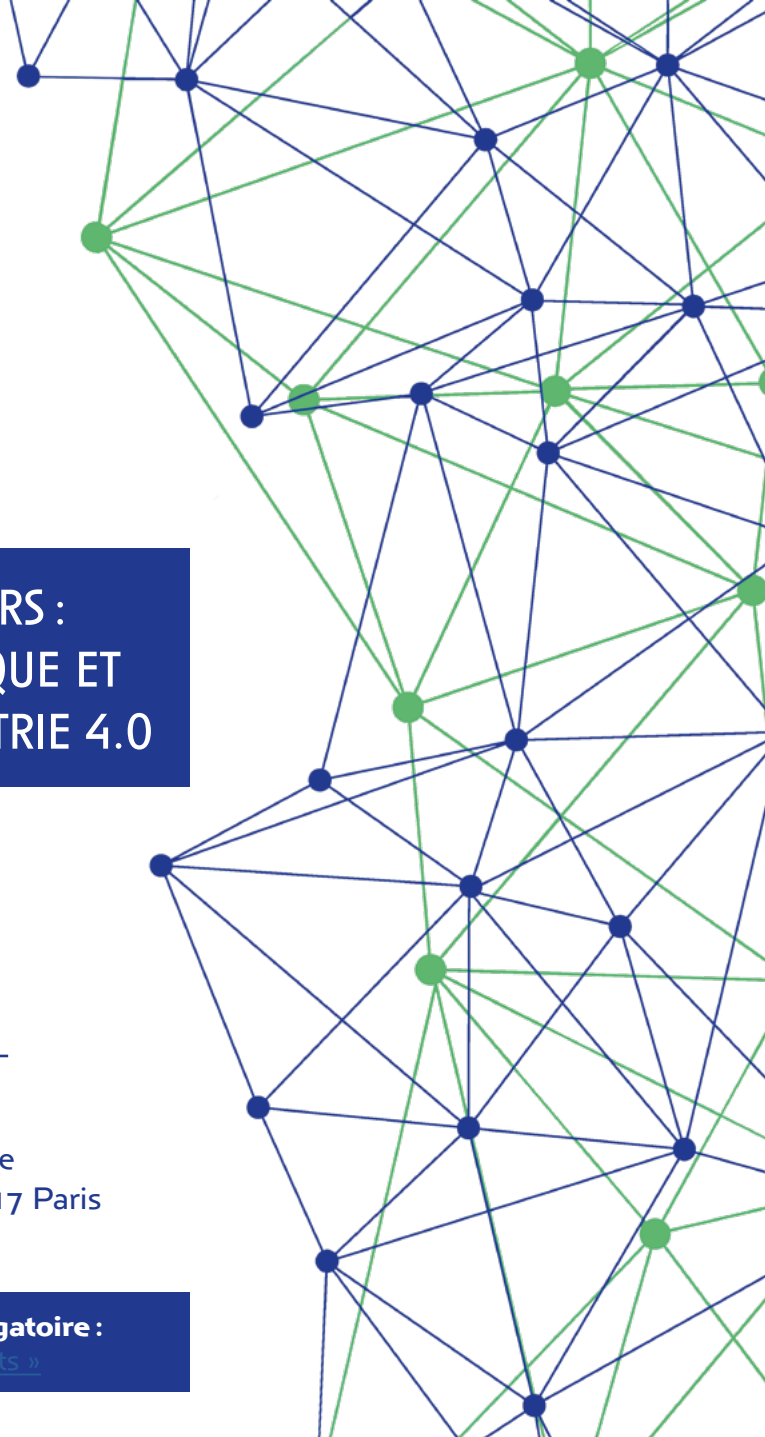 RS :
QUE ET
TRIE 4.0
-
e
17 Paris
gatoire :
ts »